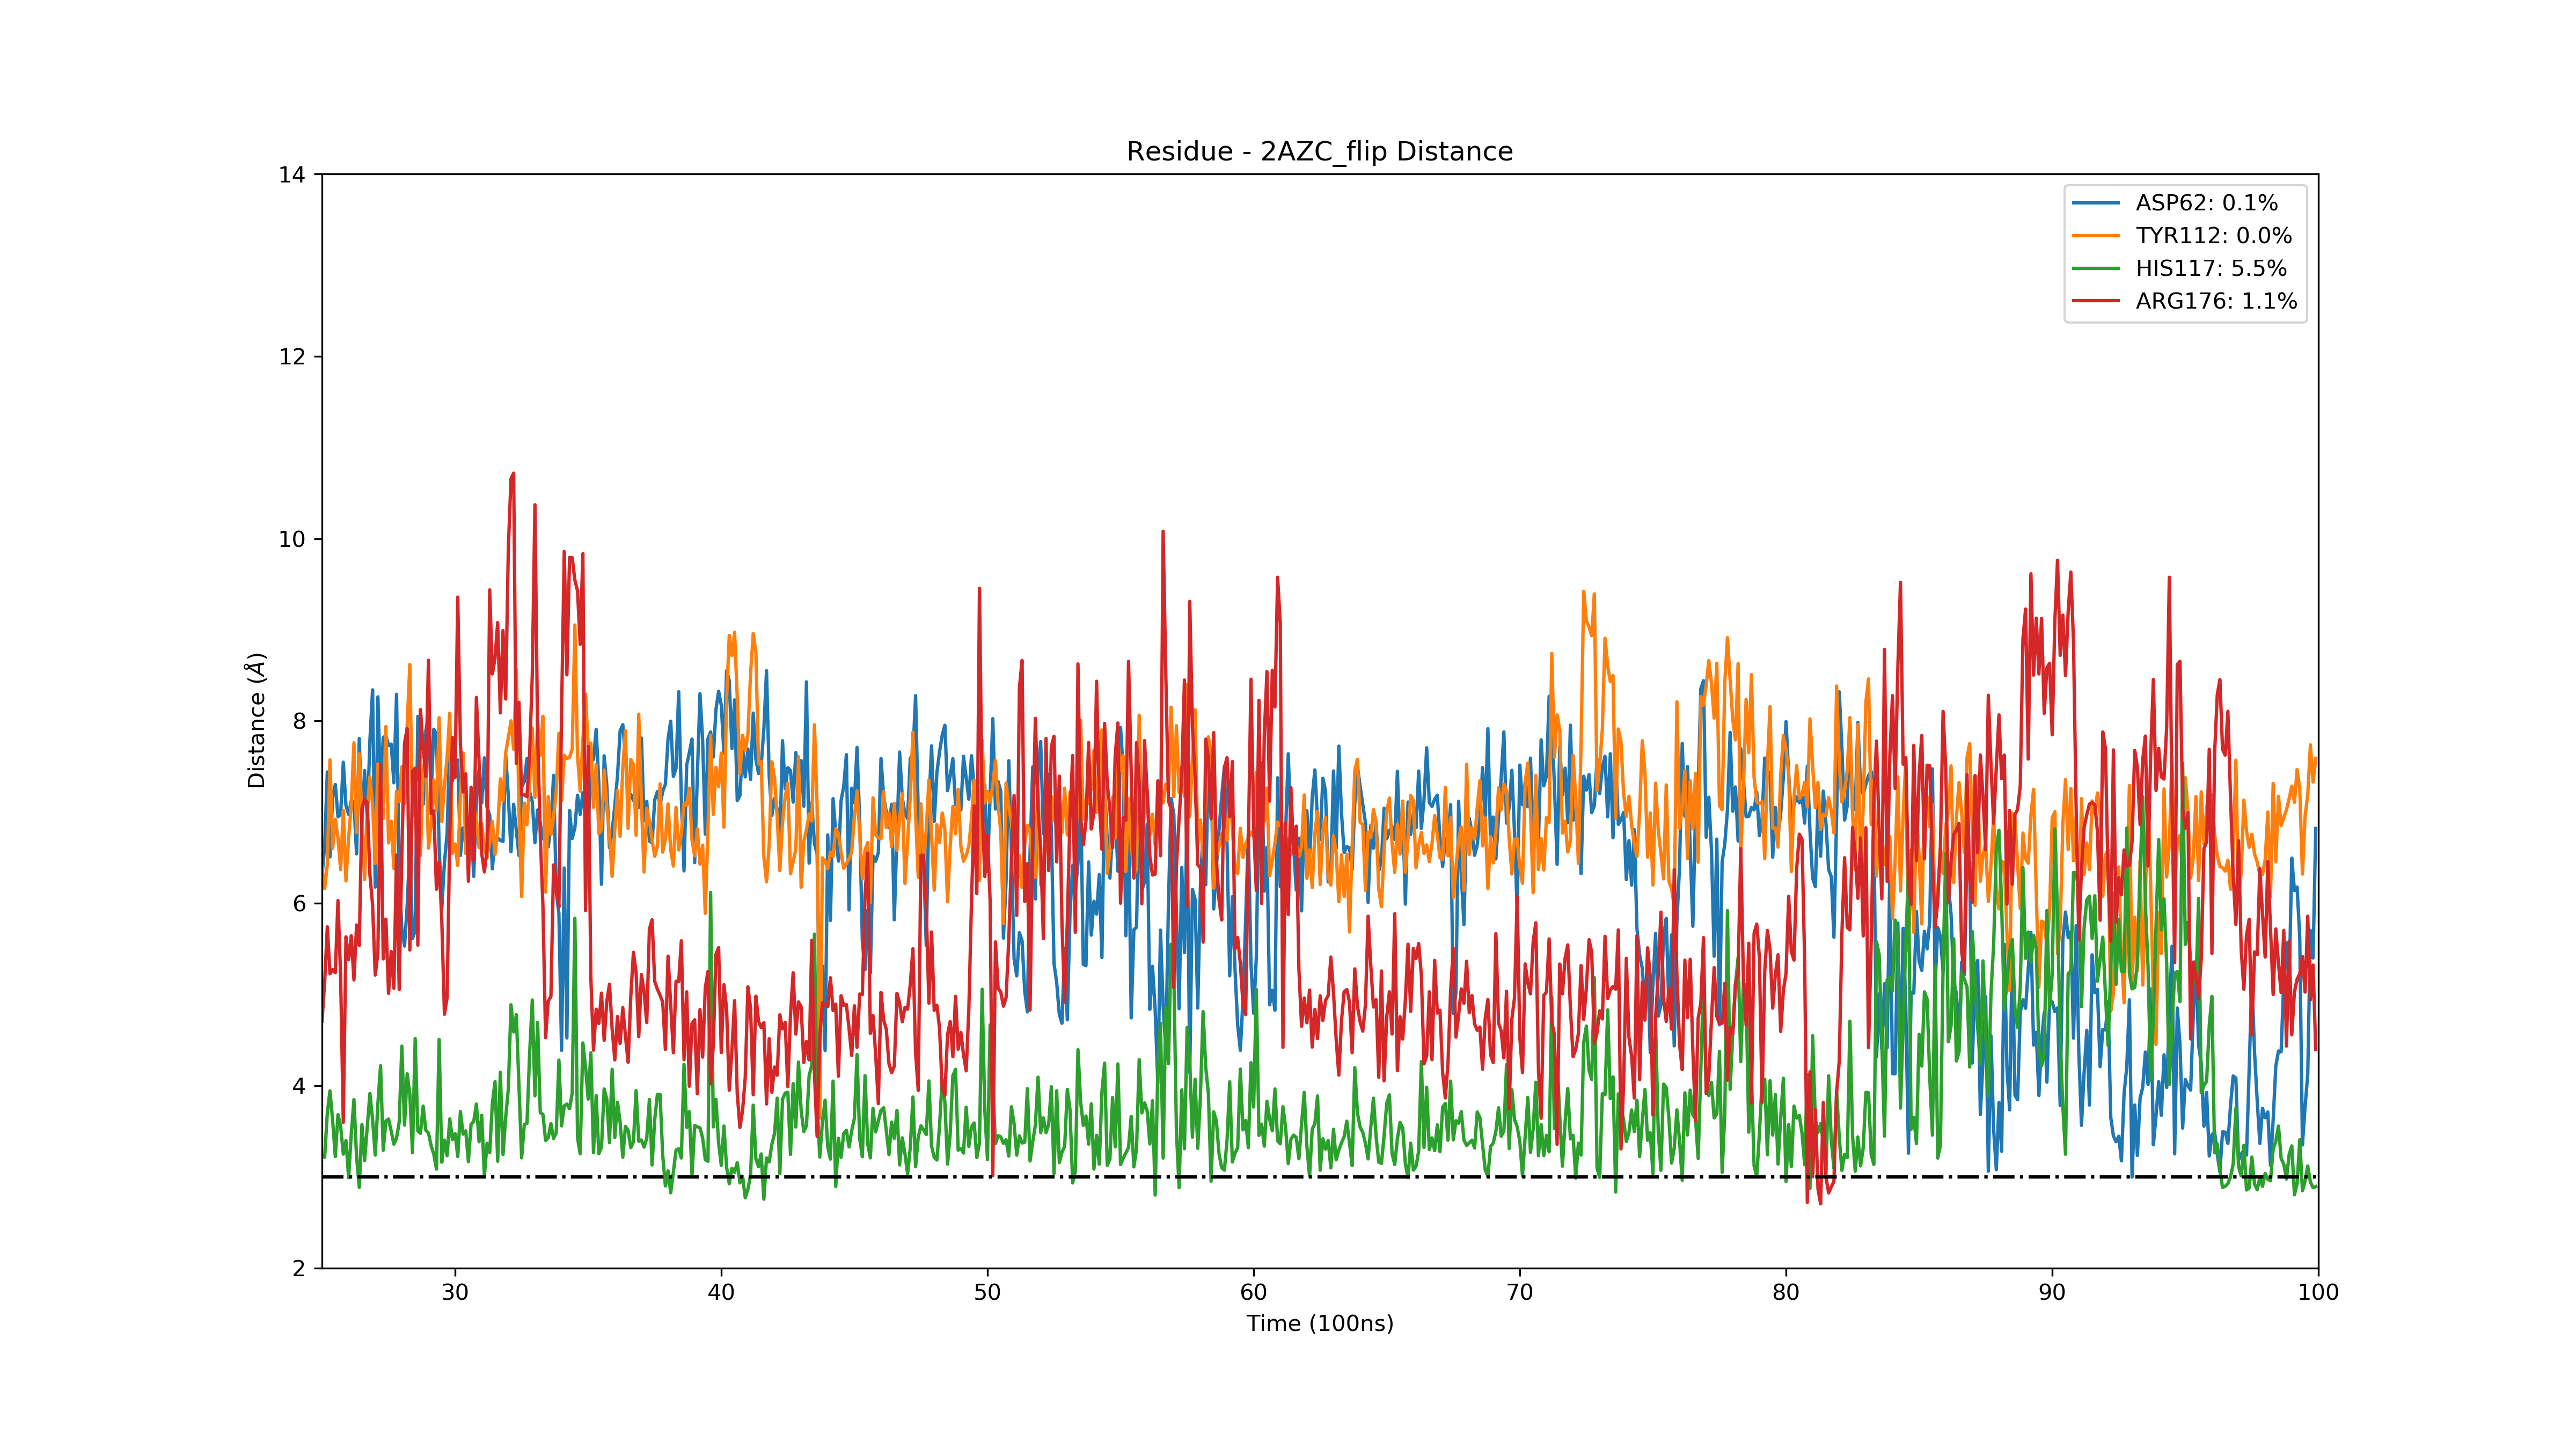 Residue - 2AZC_flip Distance
14
12
10
8
6
4
2
Distance (Å)
ASP62: 0.1%
TYR112: 0.0%
HIS117: 5.5%
ARG176: 1.1%
30 40 50 60 70 80 90 100
Time (100ns)